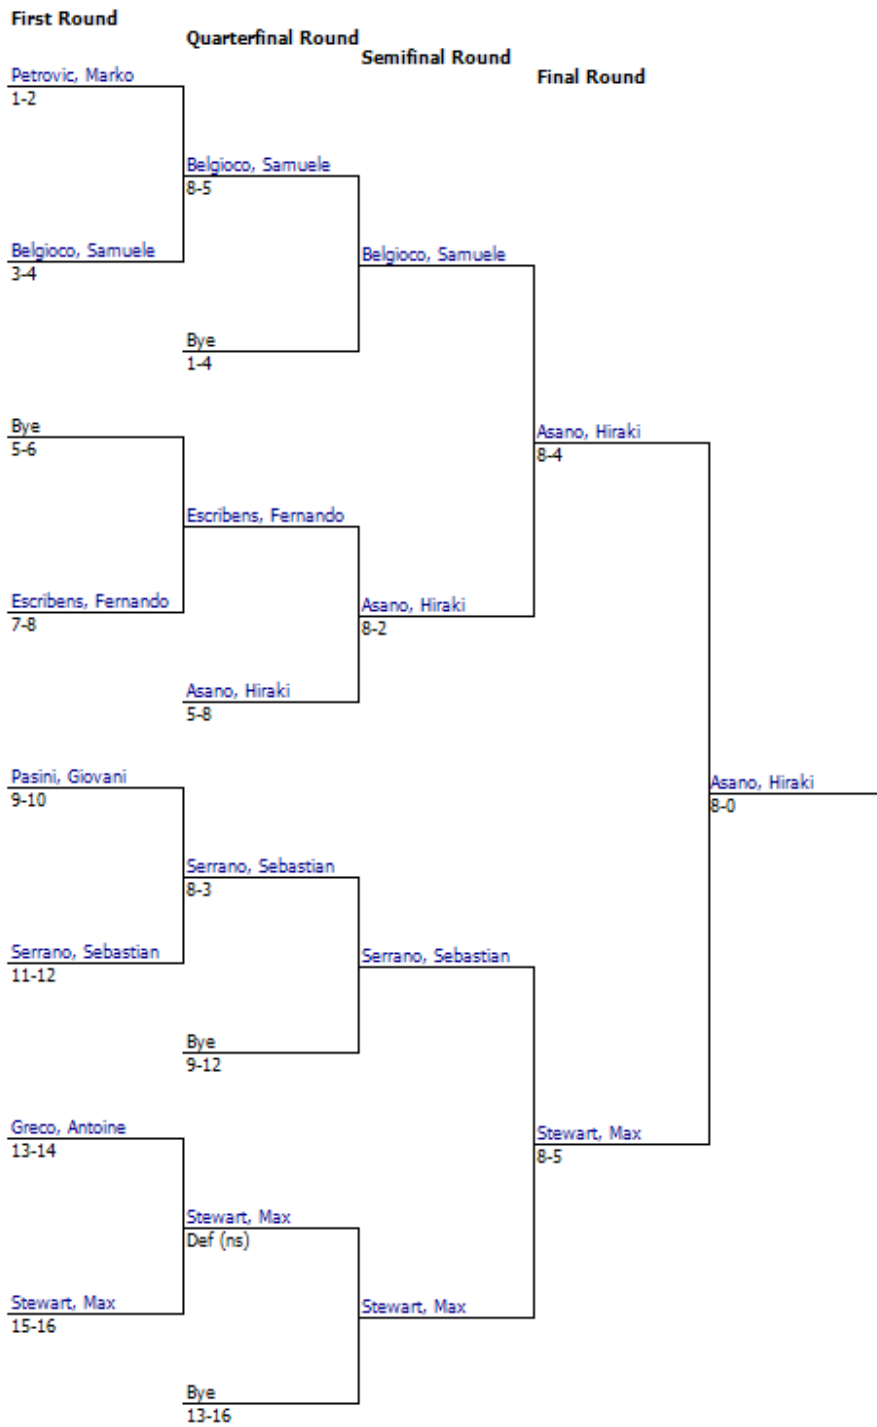 First Round
Quarterfinal Round
Semifinal Round
Final Round
Petrovic, Marko
1-2
Belgioco, Samuele
8-5
Belgioco, Samuele
3-4
Belgioco, Samuele
Bye
1-4
Bye
5-6
Asano, Hiraki
8-4
Escribens, Fernando
Escribens, Fernando
7-8
Asano, Hiraki
8-2
Asano, Hiraki
5-8
Pasini, Giovani
9-10
Asano, Hiraki
8-0
Serrano, Sebastian
8-3
Serrano, Sebastian
11-12
Serrano, Sebastian
Bye
9-12
Greco, Antoine
13-14
Stewart, Max
8-5
Stewart, Max
Def (ns)
Stewart, Max
15-16
Stewart, Max
Bye
13-16